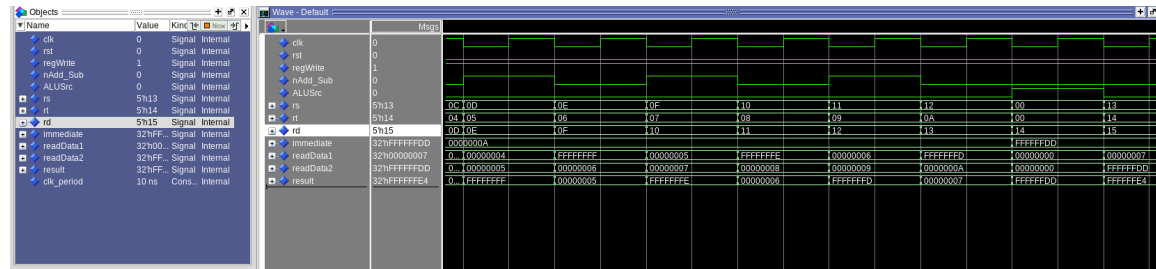 Objects
Name Value Kind Now
clk 0 Signal Internal
rst 0 Signal Internal
regWrite 1 Signal Internal
nAdd_Sub 0 Signal Internal
ALUSrc 0 Signal Internal
rs 5'h13 Signal Internal
rt 5'h14 Signal Internal
rd 5'h15 Signal Internal
immediate 32'hFF... Signal Internal
readData1 32'h00... Signal Internal
readData2 32'hFF... Signal Internal
result 32'hFF... Signal Internal
clk_period 10 ns Cons... Internal
Wave - Default
Msgs
clk 0
rst 0
regWrite 1
nAdd_Sub 0
ALUSrc 0
rs 5'h13 0C 0D 0E 0F 10 11 12 00 13
rt 5'h14 04 05 06 07 08 09 0A 00 14
rd 5'h15 0D 0E 0F 10 11 12 13 14 15
immediate 32'hFFFFFFDD 0000000A FFFFFFDD
readData1 32'h00000007 0... 00000004 FFFFFFFF 00000005 FFFFFFFE 00000006 FFFFFFFD 00000000 00000007
readData2 32'hFFFFFFDD 0... 00000005 00000006 00000007 00000008 00000009 0000000A 00000000 FFFFFFDD
result 32'hFFFFFFE4 0... FFFFFFFF 00000005 FFFFFFFE 00000006 FFFFFFFD 00000007 FFFFFFDD FFFFFFE4